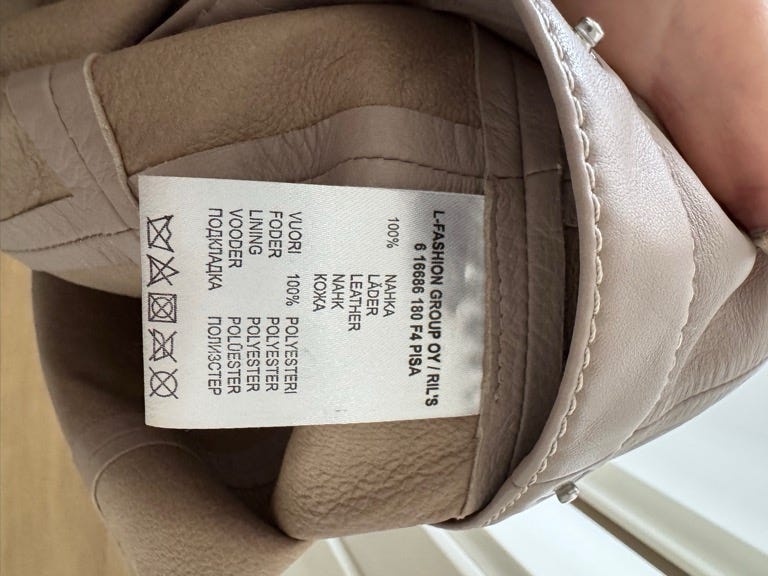 L-FASHION GROUP OY / RIL'S
6 16686 180 F4 PISA
100% NAHKA
LÄDER
LEATHER
NAHK
КОЖА
VUORI 100% POLYESTERI
FODER POLYESTER
LINING POLYESTER
VOODER POLÜESTER
ПОДКЛАДКА ПОЛИЭСТЕР